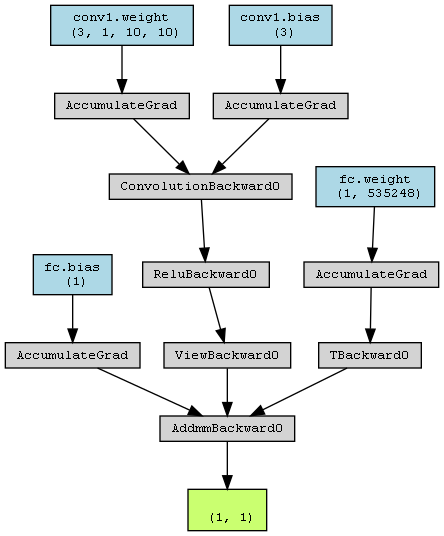 conv1.weight
(3, 1, 10, 10)
conv1.bias
(3)
AccumulateGrad
AccumulateGrad
ConvolutionBackward0
fc.weight
(1, 535248)
fc.bias
(1)
ReluBackward0
AccumulateGrad
AccumulateGrad
ViewBackward0
TBackward0
AddmmBackward0
(1, 1)